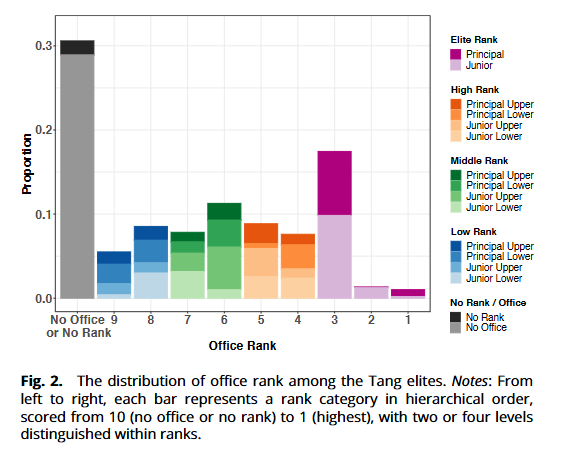 0.3
0.2
0.1
0.0
Proportion
No Office 9 8 7 6 5 4 3 2 1
or No Rank
Office Rank
Elite Rank
Principal
Junior
High Rank
Principal Upper
Principal Lower
Junior Upper
Junior Lower
Middle Rank
Principal Upper
Principal Lower
Junior Upper
Junior Lower
Low Rank
Principal Upper
Principal Lower
Junior Upper
Junior Lower
No Rank / Office
No Rank
No Office
Fig. 2. The distribution of office rank among the Tang elites. Notes: From
left to right, each bar represents a rank category in hierarchical order,
scored from 10 (no office or no rank) to 1 (highest), with two or four levels
distinguished within ranks.